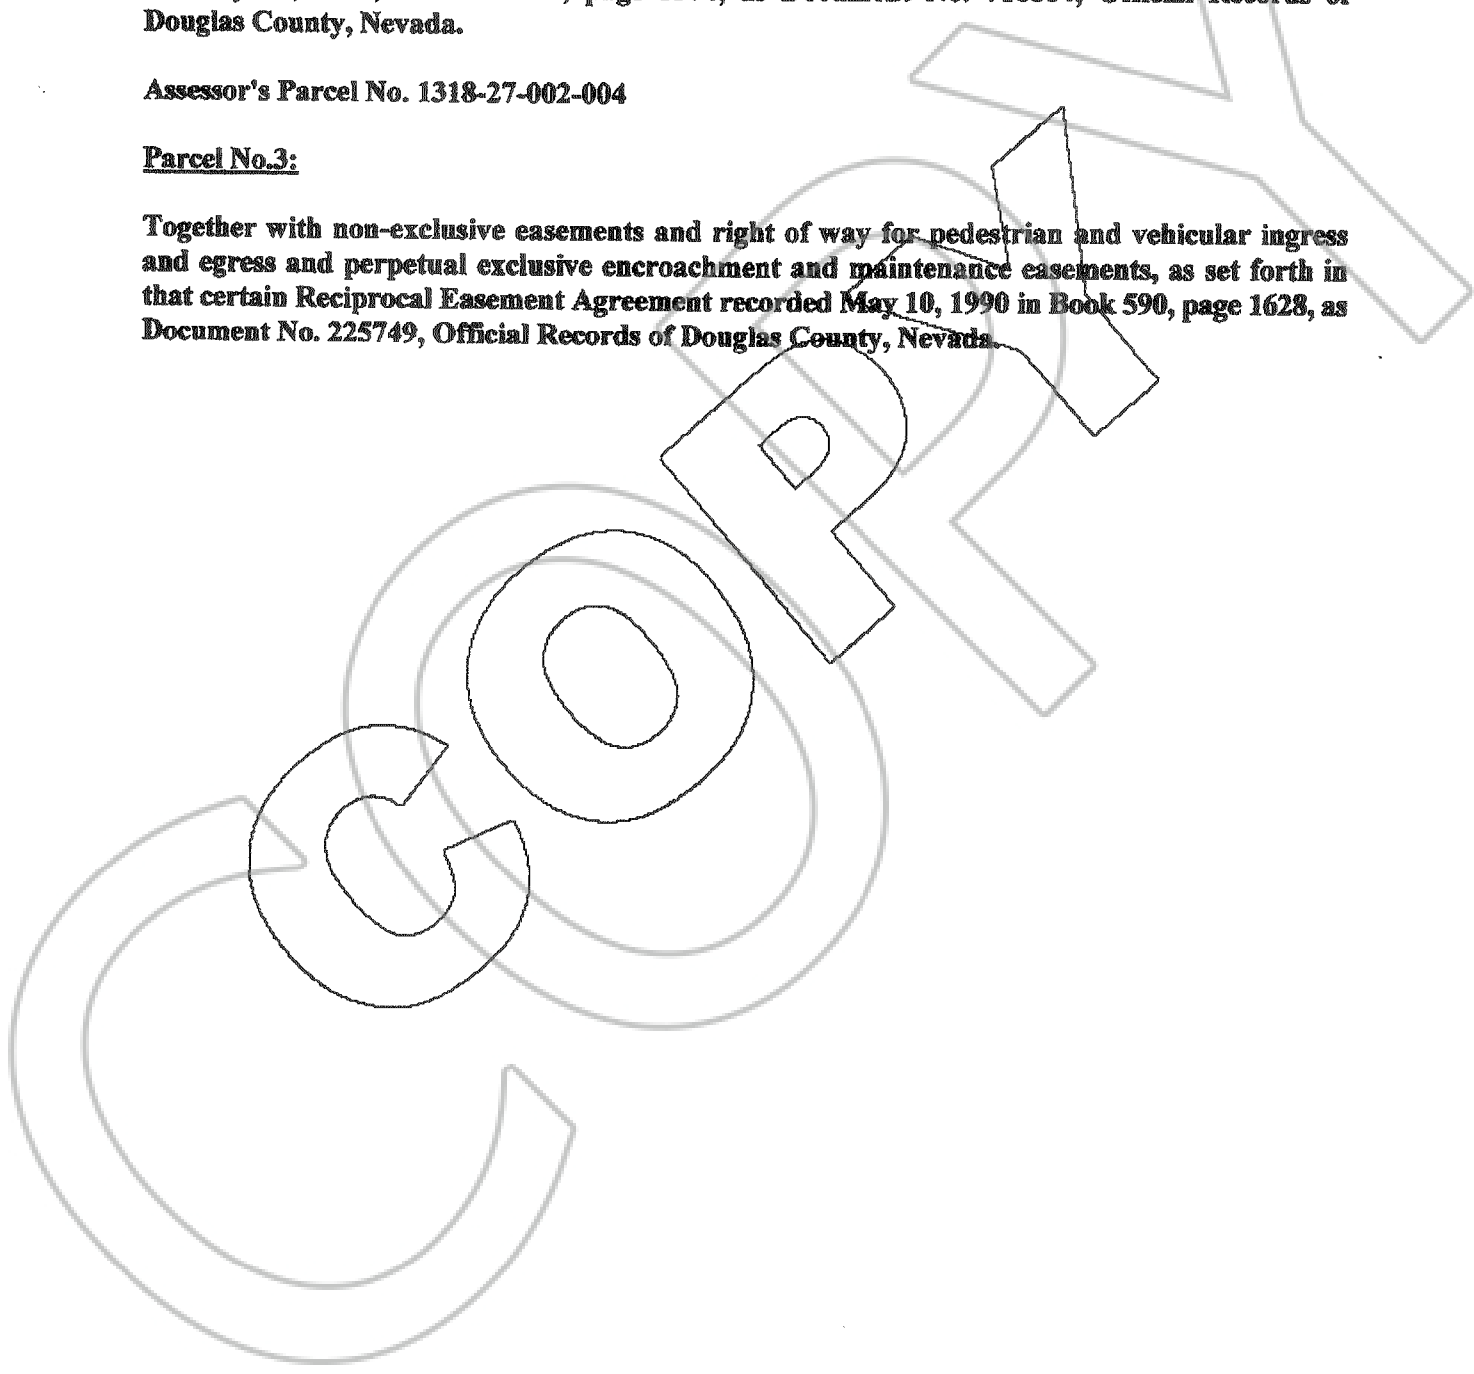 Douglas County, Nevada.
Assessor's Parcel No. 1318-27-002-004
Parcel No.3:
Together with non-exclusive easements and right of way for pedestrian and vehicular ingress
and egress and perpetual exclusive encroachment and maintenance easements, as set forth in
that certain Reciprocal Easement Agreement recorded May 10, 1990 in Book 590, page 1628, as
Document No. 225749, Official Records of Douglas County, Nevada.
COPY
COPY